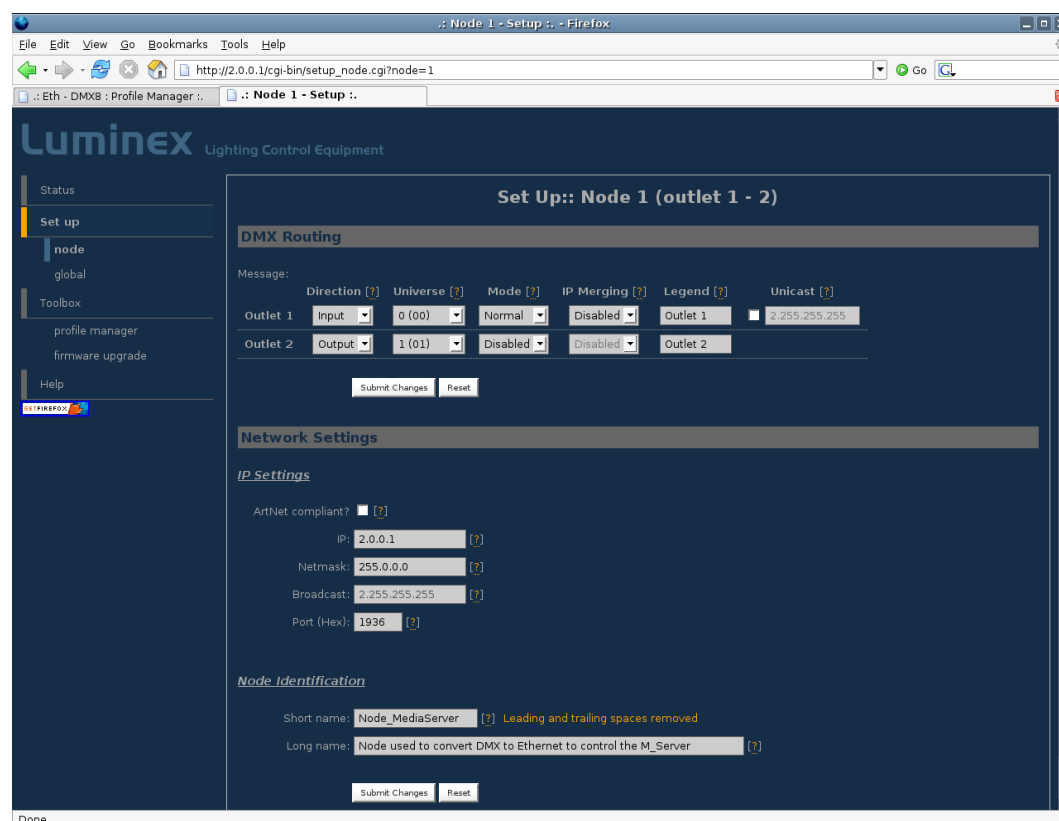 .: Node 1 - Setup :. - Firefox
File Edit View Go Bookmarks Tools Help
http://2.0.0.1/cgi-bin/setup_node.cgi?node=1 Go G
.: Eth - DMX8 : Profile Manager :. .: Node 1 - Setup :.
Luminex Lighting Control Equipment
Status
Set up
node
global
Toolbox
profile manager
firmware upgrade
Help
GET FIREFOX
Set Up:: Node 1 (outlet 1 - 2)
DMX Routing
Message:
Direction [?] Universe [?] Mode [?] IP Merging [?] Legend [?] Unicast [?]
Outlet 1 Input 0 (00) Normal Disabled Outlet 1 2.255.255.255
Outlet 2 Output 1 (01) Disabled Disabled Outlet 2
Submit Changes Reset
Network Settings
IP Settings
ArtNet compliant? [?]
IP: 2.0.0.1 [?]
Netmask: 255.0.0.0 [?]
Broadcast: 2.255.255.255 [?]
Port (Hex): 1936 [?]
Node Identification
Short name: Node_MediaServer [?] Leading and trailing spaces removed
Long name: Node used to convert DMX to Ethernet to control the M_Server [?]
Submit Changes Reset
Done